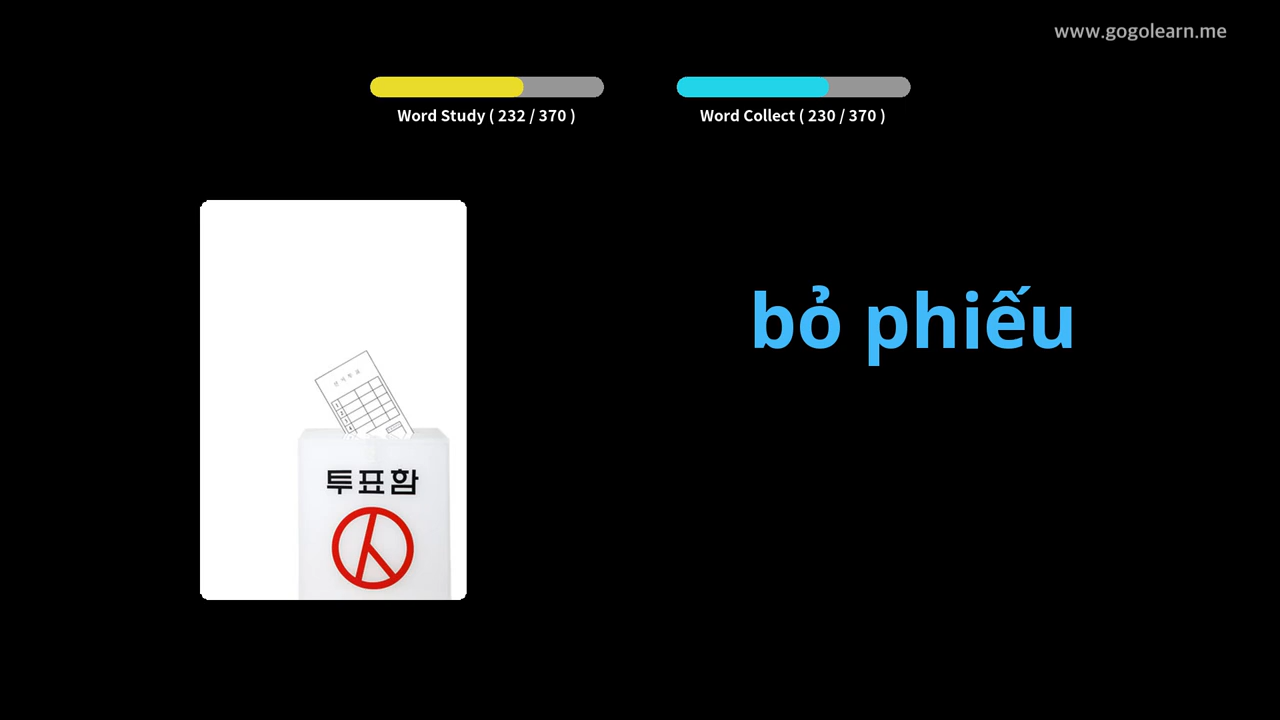 www.gogolearn.me
Word Study ( 232 / 370 )
Word Collect ( 230 / 370 )
bỏ phiếu
투표함